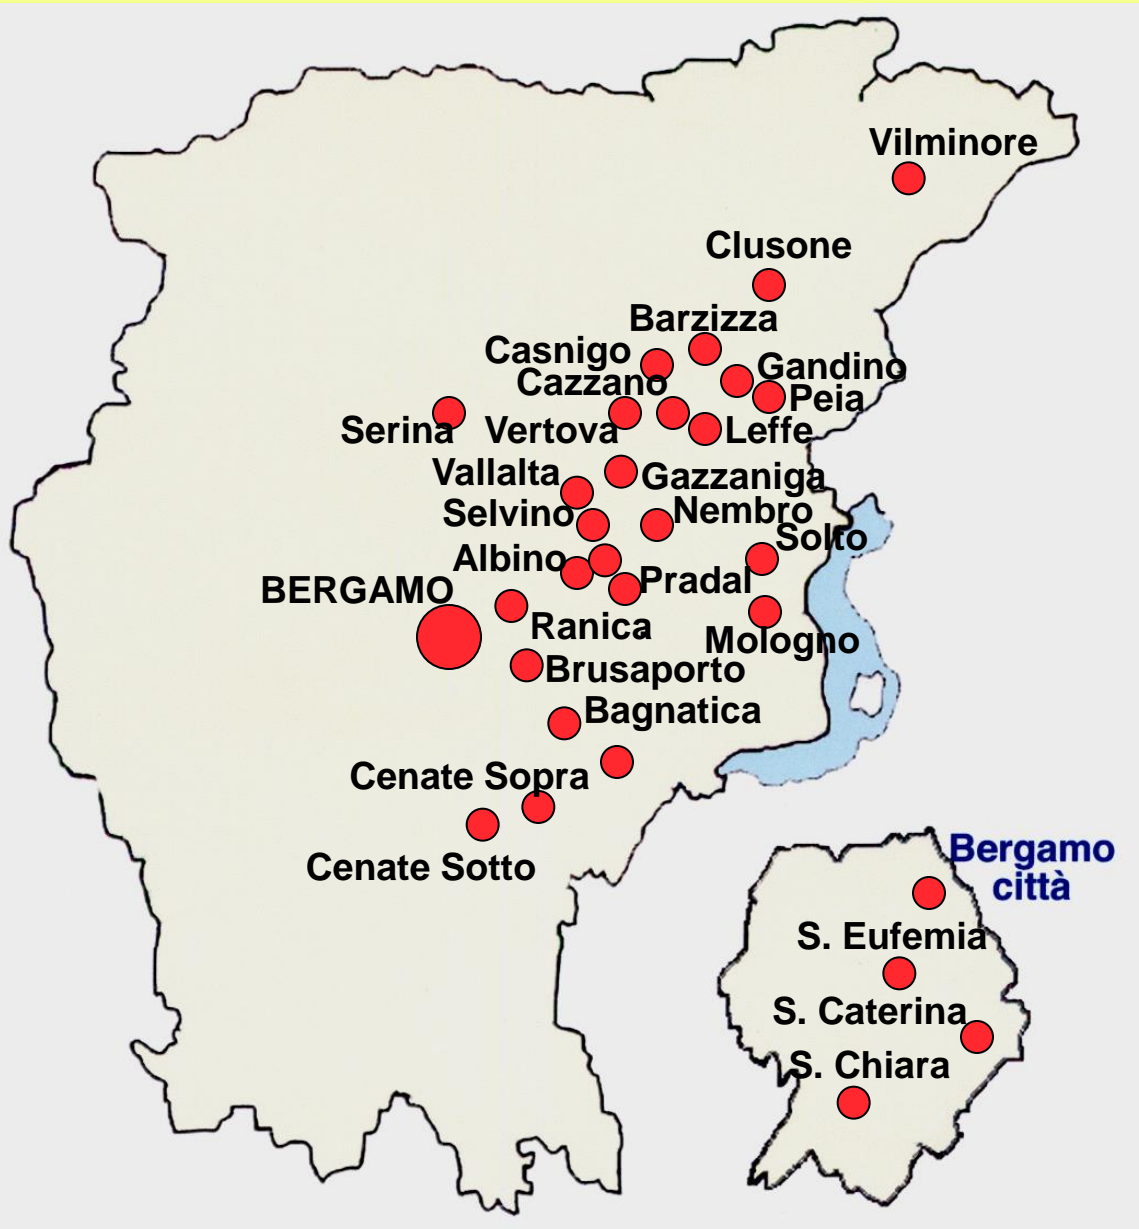 Vilminore
Clusone
Barzizza
Casnigo
Gandino
Cazzano
Peia
Serina
Vertova
Leffe
Vallalta
Gazzaniga
Selvino
Nembro
Solto
Albino
Pradal
BERGAMO
Ranica
Mologno
Brusaporto
Bagnatica
Cenate Sopra
Cenate Sotto
Bergamo
città
S. Eufemia
S. Caterina
S. Chiara